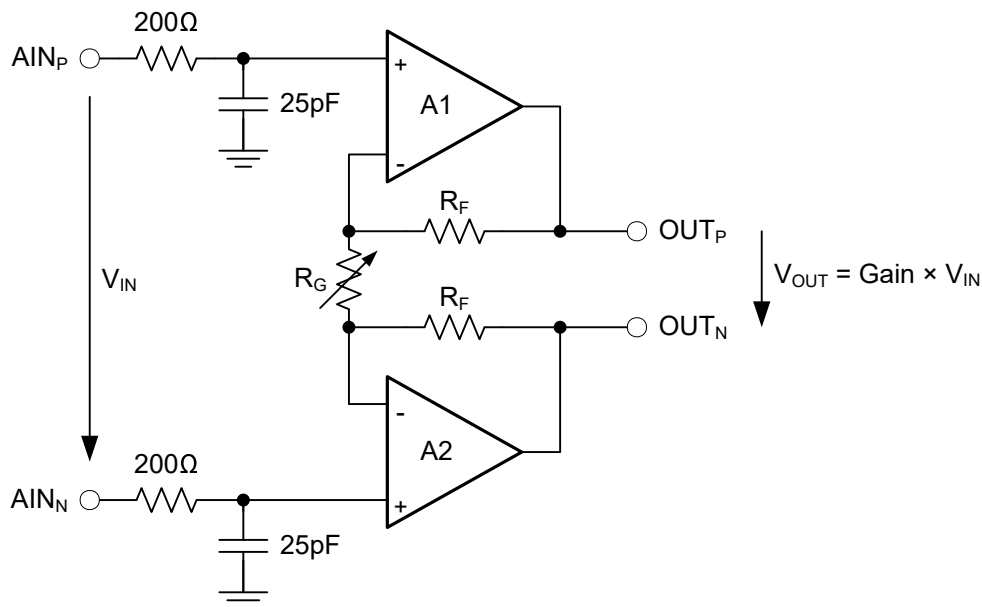 200Ω
AINP
+
25pF
A1
-
RF
OUTP
VIN
RG
VOUT = Gain × VIN
RF
OUTN
-
200Ω
A2
AINN
+
25pF